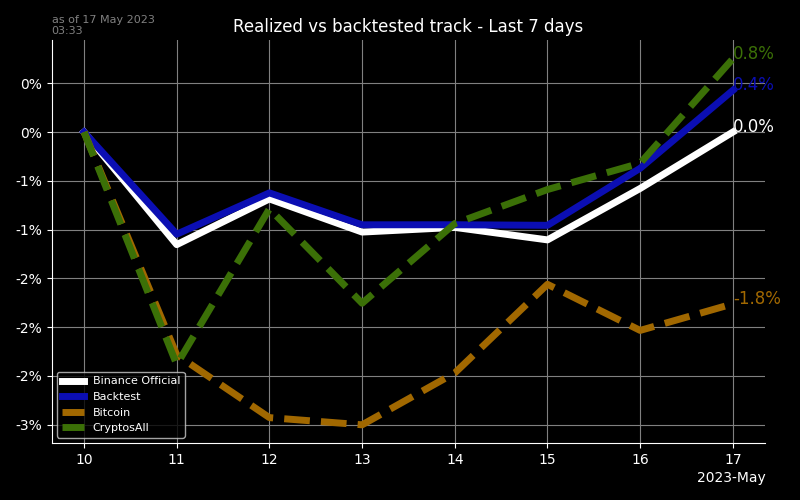 as of 17 May 2023
03:33
Realized vs backtested track - Last 7 days
0.8%
0.4%
0.0%
-1.8%
0%
0%
-1%
-1%
-2%
-2%
-2%
-3%
Binance Official
Backtest
Bitcoin
CryptosAll
10 11 12 13 14 15 16 17
2023-May